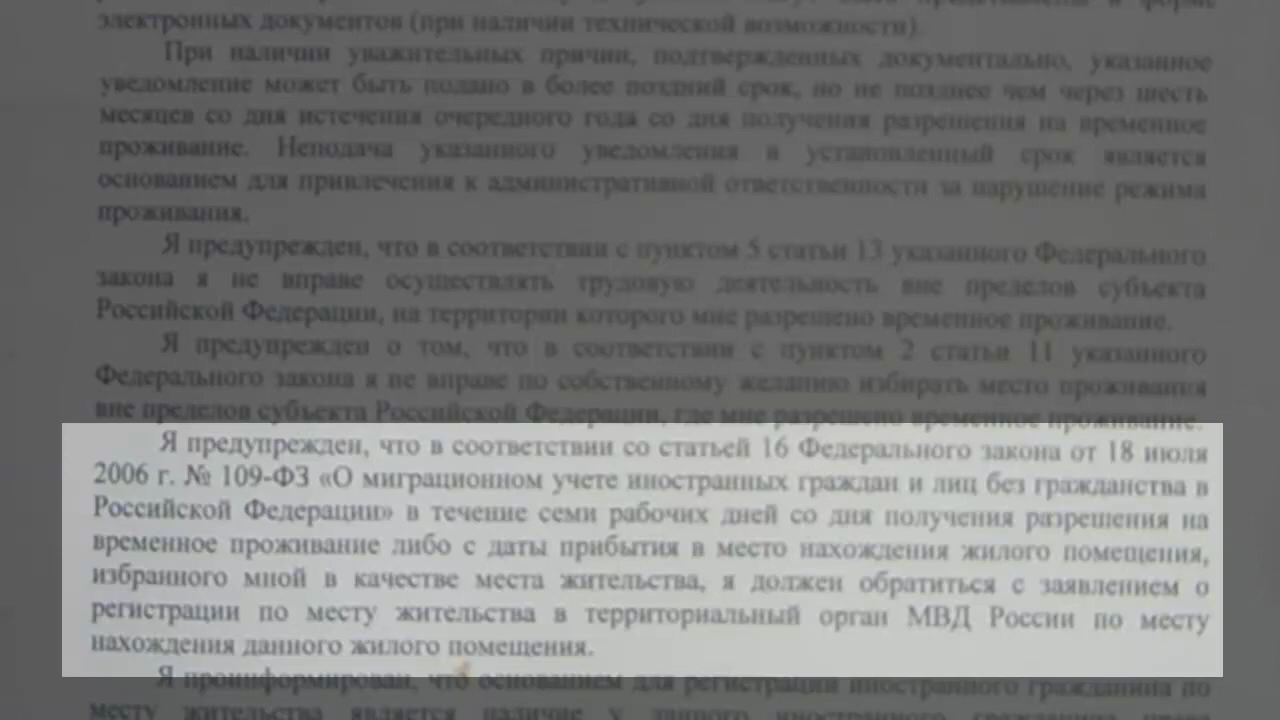 электронных документов (при наличии технической возможности).
При наличии уважительных причин, подтвержденных документально, указанное
уведомление может быть подано в более поздний срок, но не позднее чем через шесть
месяцев со дня истечения очередного года со дня получения разрешения на временное
проживание. Неподача указанного уведомления в установленный срок является
основанием для привлечения к административной ответственности за нарушение режима
проживания.
Я предупрежден, что в соответствии с пунктом 5 статьи 13 указанного Федерального
закона я не вправе осуществлять трудовую деятельность вне пределов субъекта
Российской Федерации, на территории которого мне разрешено временное проживание.
Я предупрежден о том, что в соответствии с пунктом 2 статьи 11 указанного
Федерального закона я не вправе по собственному желанию избирать место проживания
вне пределов субъекта Российской Федерации, где мне разрешено временное проживание.
Я предупрежден, что в соответствии со статьей 16 Федерального закона от 18 июля
2006 г. № 109-ФЗ «О миграционном учете иностранных граждан и лиц без гражданства в
Российской Федерации» в течение семи рабочих дней со дня получения разрешения на
временное проживание либо с даты прибытия в место нахождения жилого помещения,
избранного мной в качестве места жительства, я должен обратиться с заявлением о
регистрации по месту жительства в территориальный орган МВД России по месту
нахождения данного жилого помещения.
Я проинформирован, что основанием для регистрации иностранного гражданина по
месту жительства является наличие у данного иностранного гражданина права